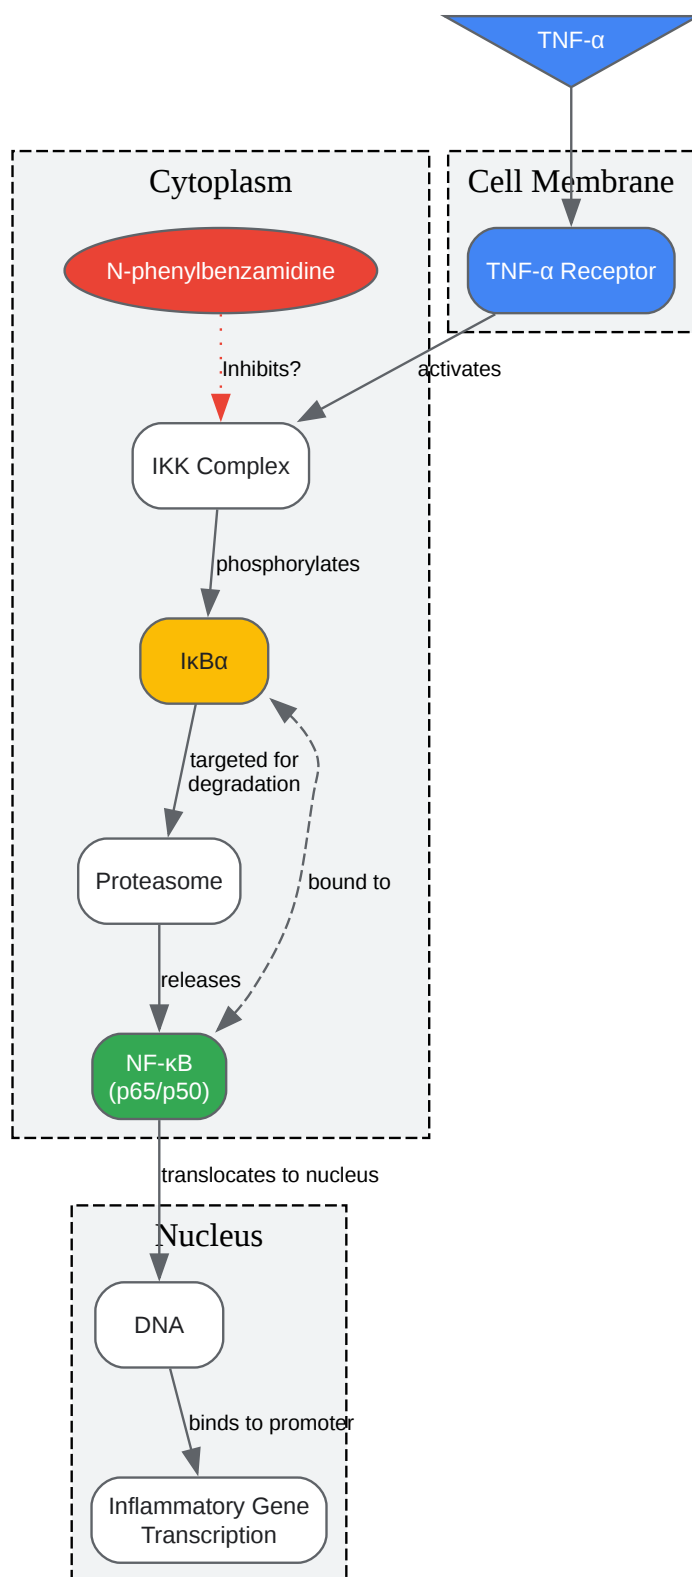 TNF-α
Cytoplasm
Cell Membrane
N-phenylbenzamidine
TNF-α Receptor
Inhibits?
activates
IKK Complex
phosphorylates
IκBα
targeted for
degradation
Proteasome
bound to
releases
NF-κB
(p65/p50)
translocates to nucleus
Nucleus
DNA
binds to promoter
Inflammatory Gene
Transcription